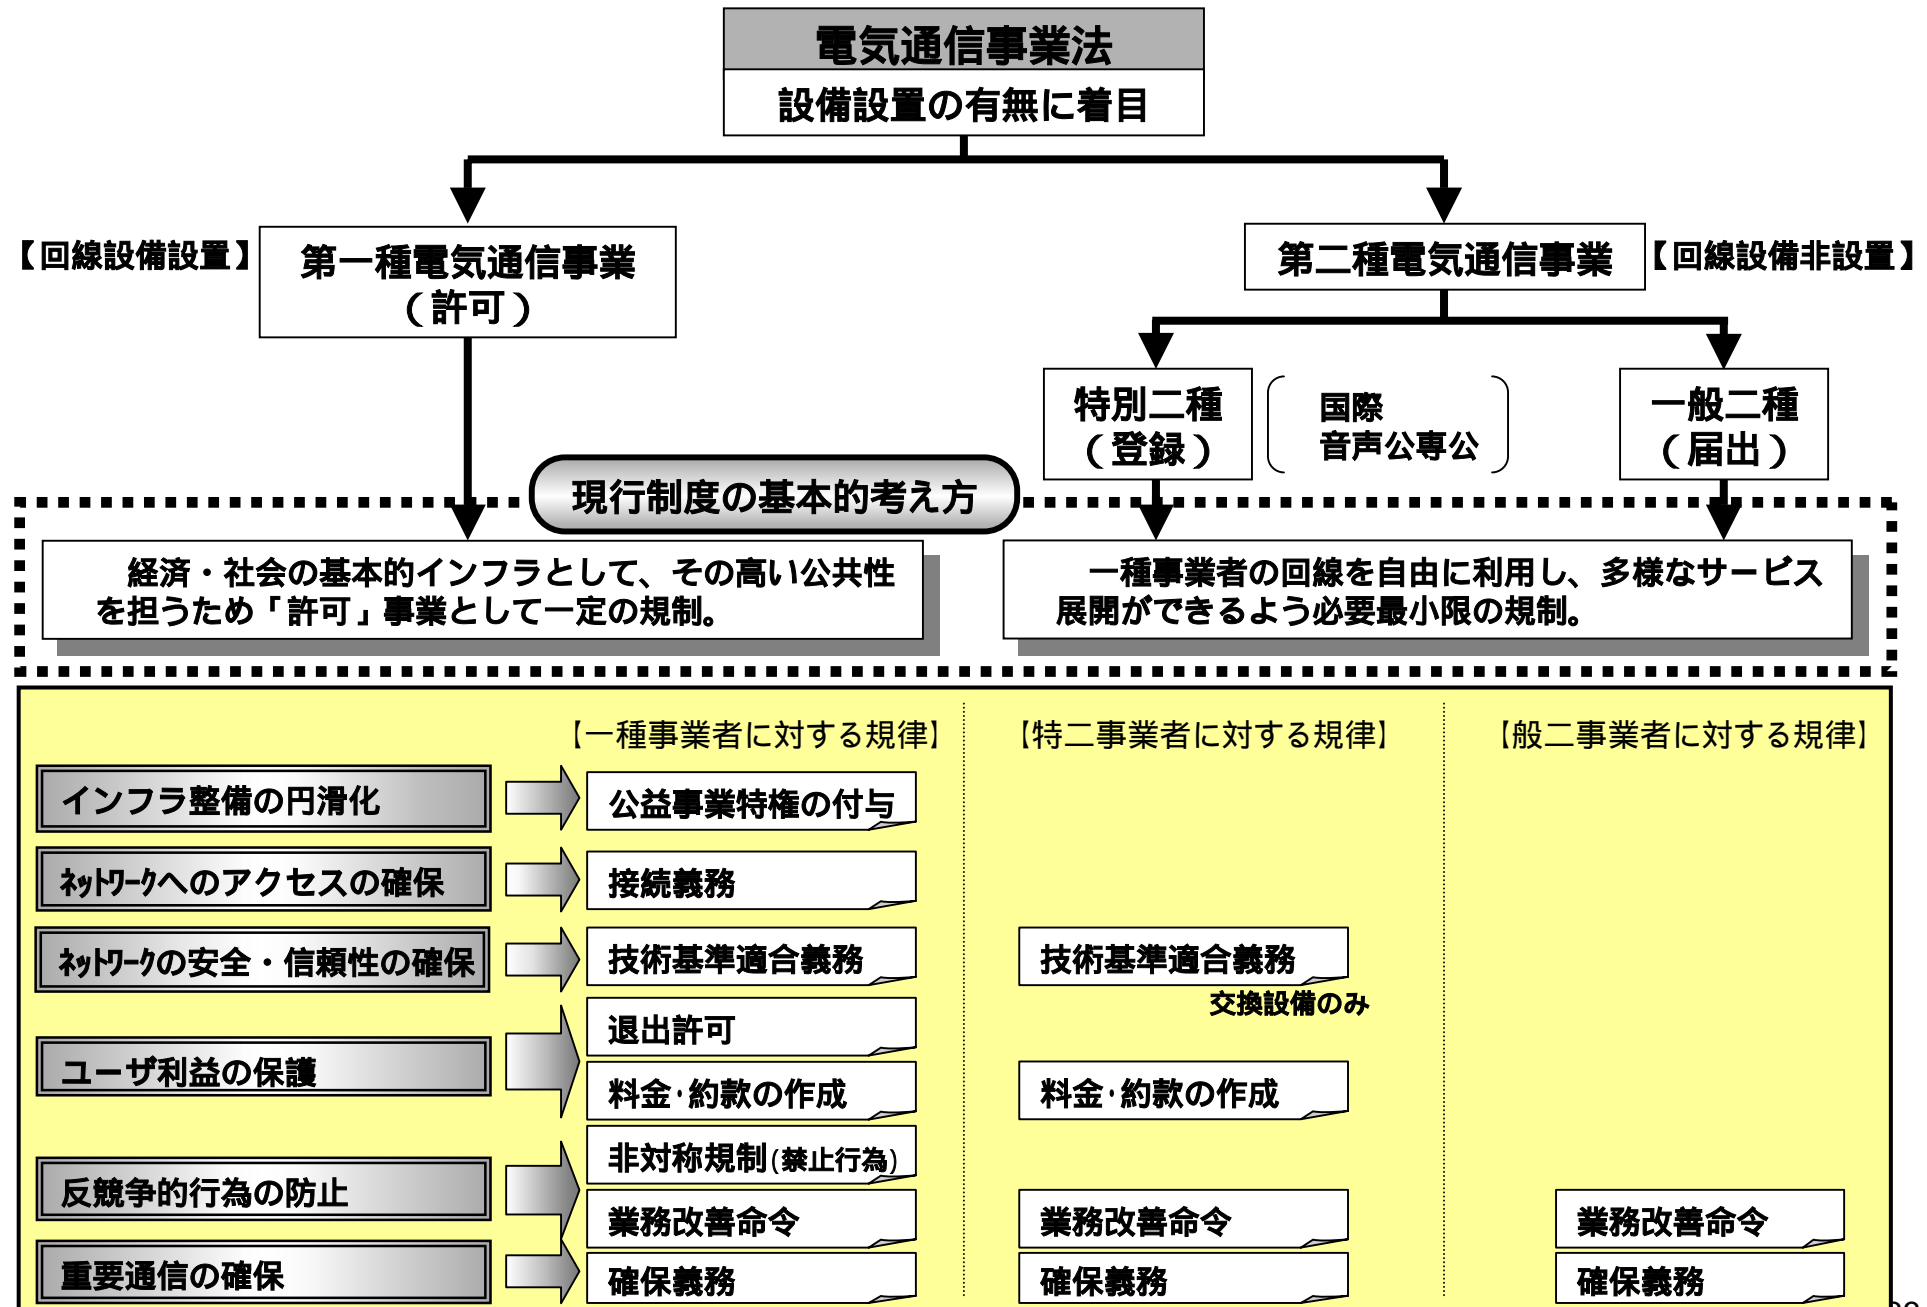 電気通信事業法
設備設置の有無に着目
【回線設備設置】
第一種電気通信事業
（許可）
第二種電気通信事業
【回線設備非設置】
特別二種
（登録）
国際
音声公専公
一般二種
（届出）
現行制度の基本的考え方
経済・社会の基本的インフラとして、その高い公共性
を担うため「許可」事業として一定の規制。
一種事業者の回線を自由に利用し、多様なサービス
展開ができるよう必要最小限の規制。
【一種事業者に対する規律】
【特二事業者に対する規律】
【般二事業者に対する規律】
インフラ整備の円滑化
公益事業特権の付与
ﾈｯﾄﾜｰｸへのアクセスの確保
接続義務
ﾈｯﾄﾜｰｸの安全・信頼性の確保
技術基準適合義務
技術基準適合義務
交換設備のみ
ユーザ利益の保護
退出許可
料金･約款の作成
料金･約款の作成
反競争的行為の防止
非対称規制(禁止行為)
業務改善命令
業務改善命令
業務改善命令
重要通信の確保
確保義務
確保義務
確保義務